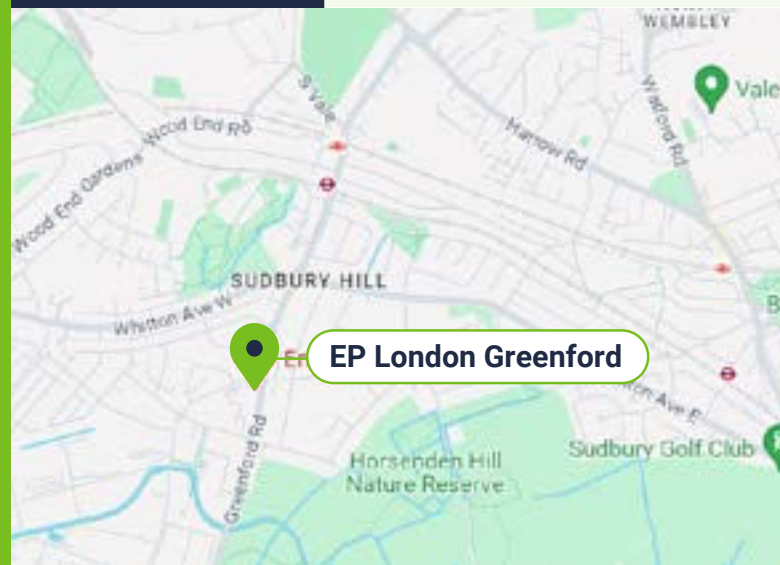 WEMBLEY
Vale
Watford Rd
S Vale
Harrow Rd
Wood End Rd
Wood End Gardens
SUDBURY HILL
Whitton Ave W
EP London Greenford
Ave E
Greenford Rd
Sudbury Golf Club
Horsenden Hill
Nature Reserve